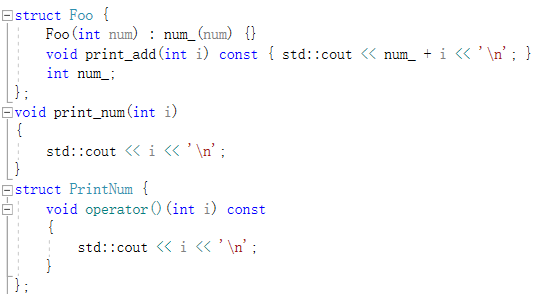 struct Foo {
    Foo(int num) : num_(num) {}
    void print_add(int i) const { std::cout << num_ + i << '\n'; }
    int num_;
};
void print_num(int i)
{
    std::cout << i << '\n';
}
struct PrintNum {
    void operator()(int i) const
    {
        std::cout << i << '\n';
    }
};